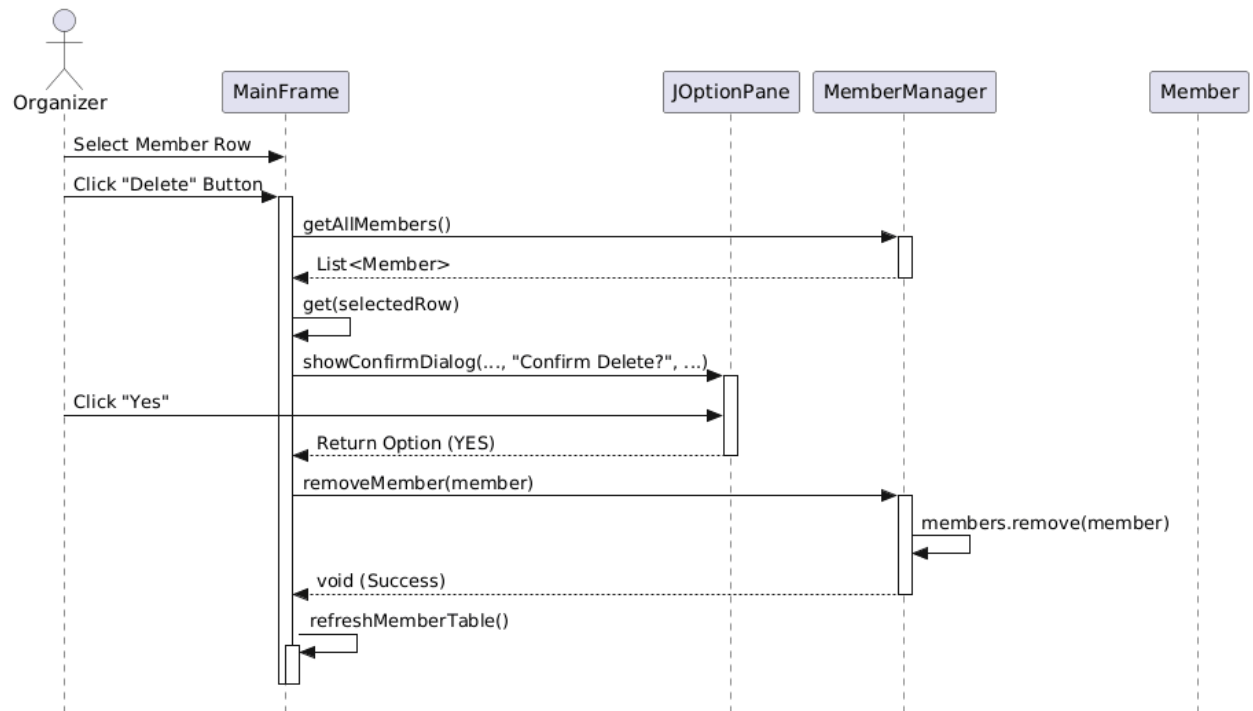 Organizer
MainFrame
JOptionPane
MemberManager
Member
Select Member Row
Click "Delete" Button
getAllMembers()
List<Member>
get(selectedRow)
showConfirmDialog(..., "Confirm Delete?", ...)
Click "Yes"
Return Option (YES)
removeMember(member)
members.remove(member)
void (Success)
refreshMemberTable()